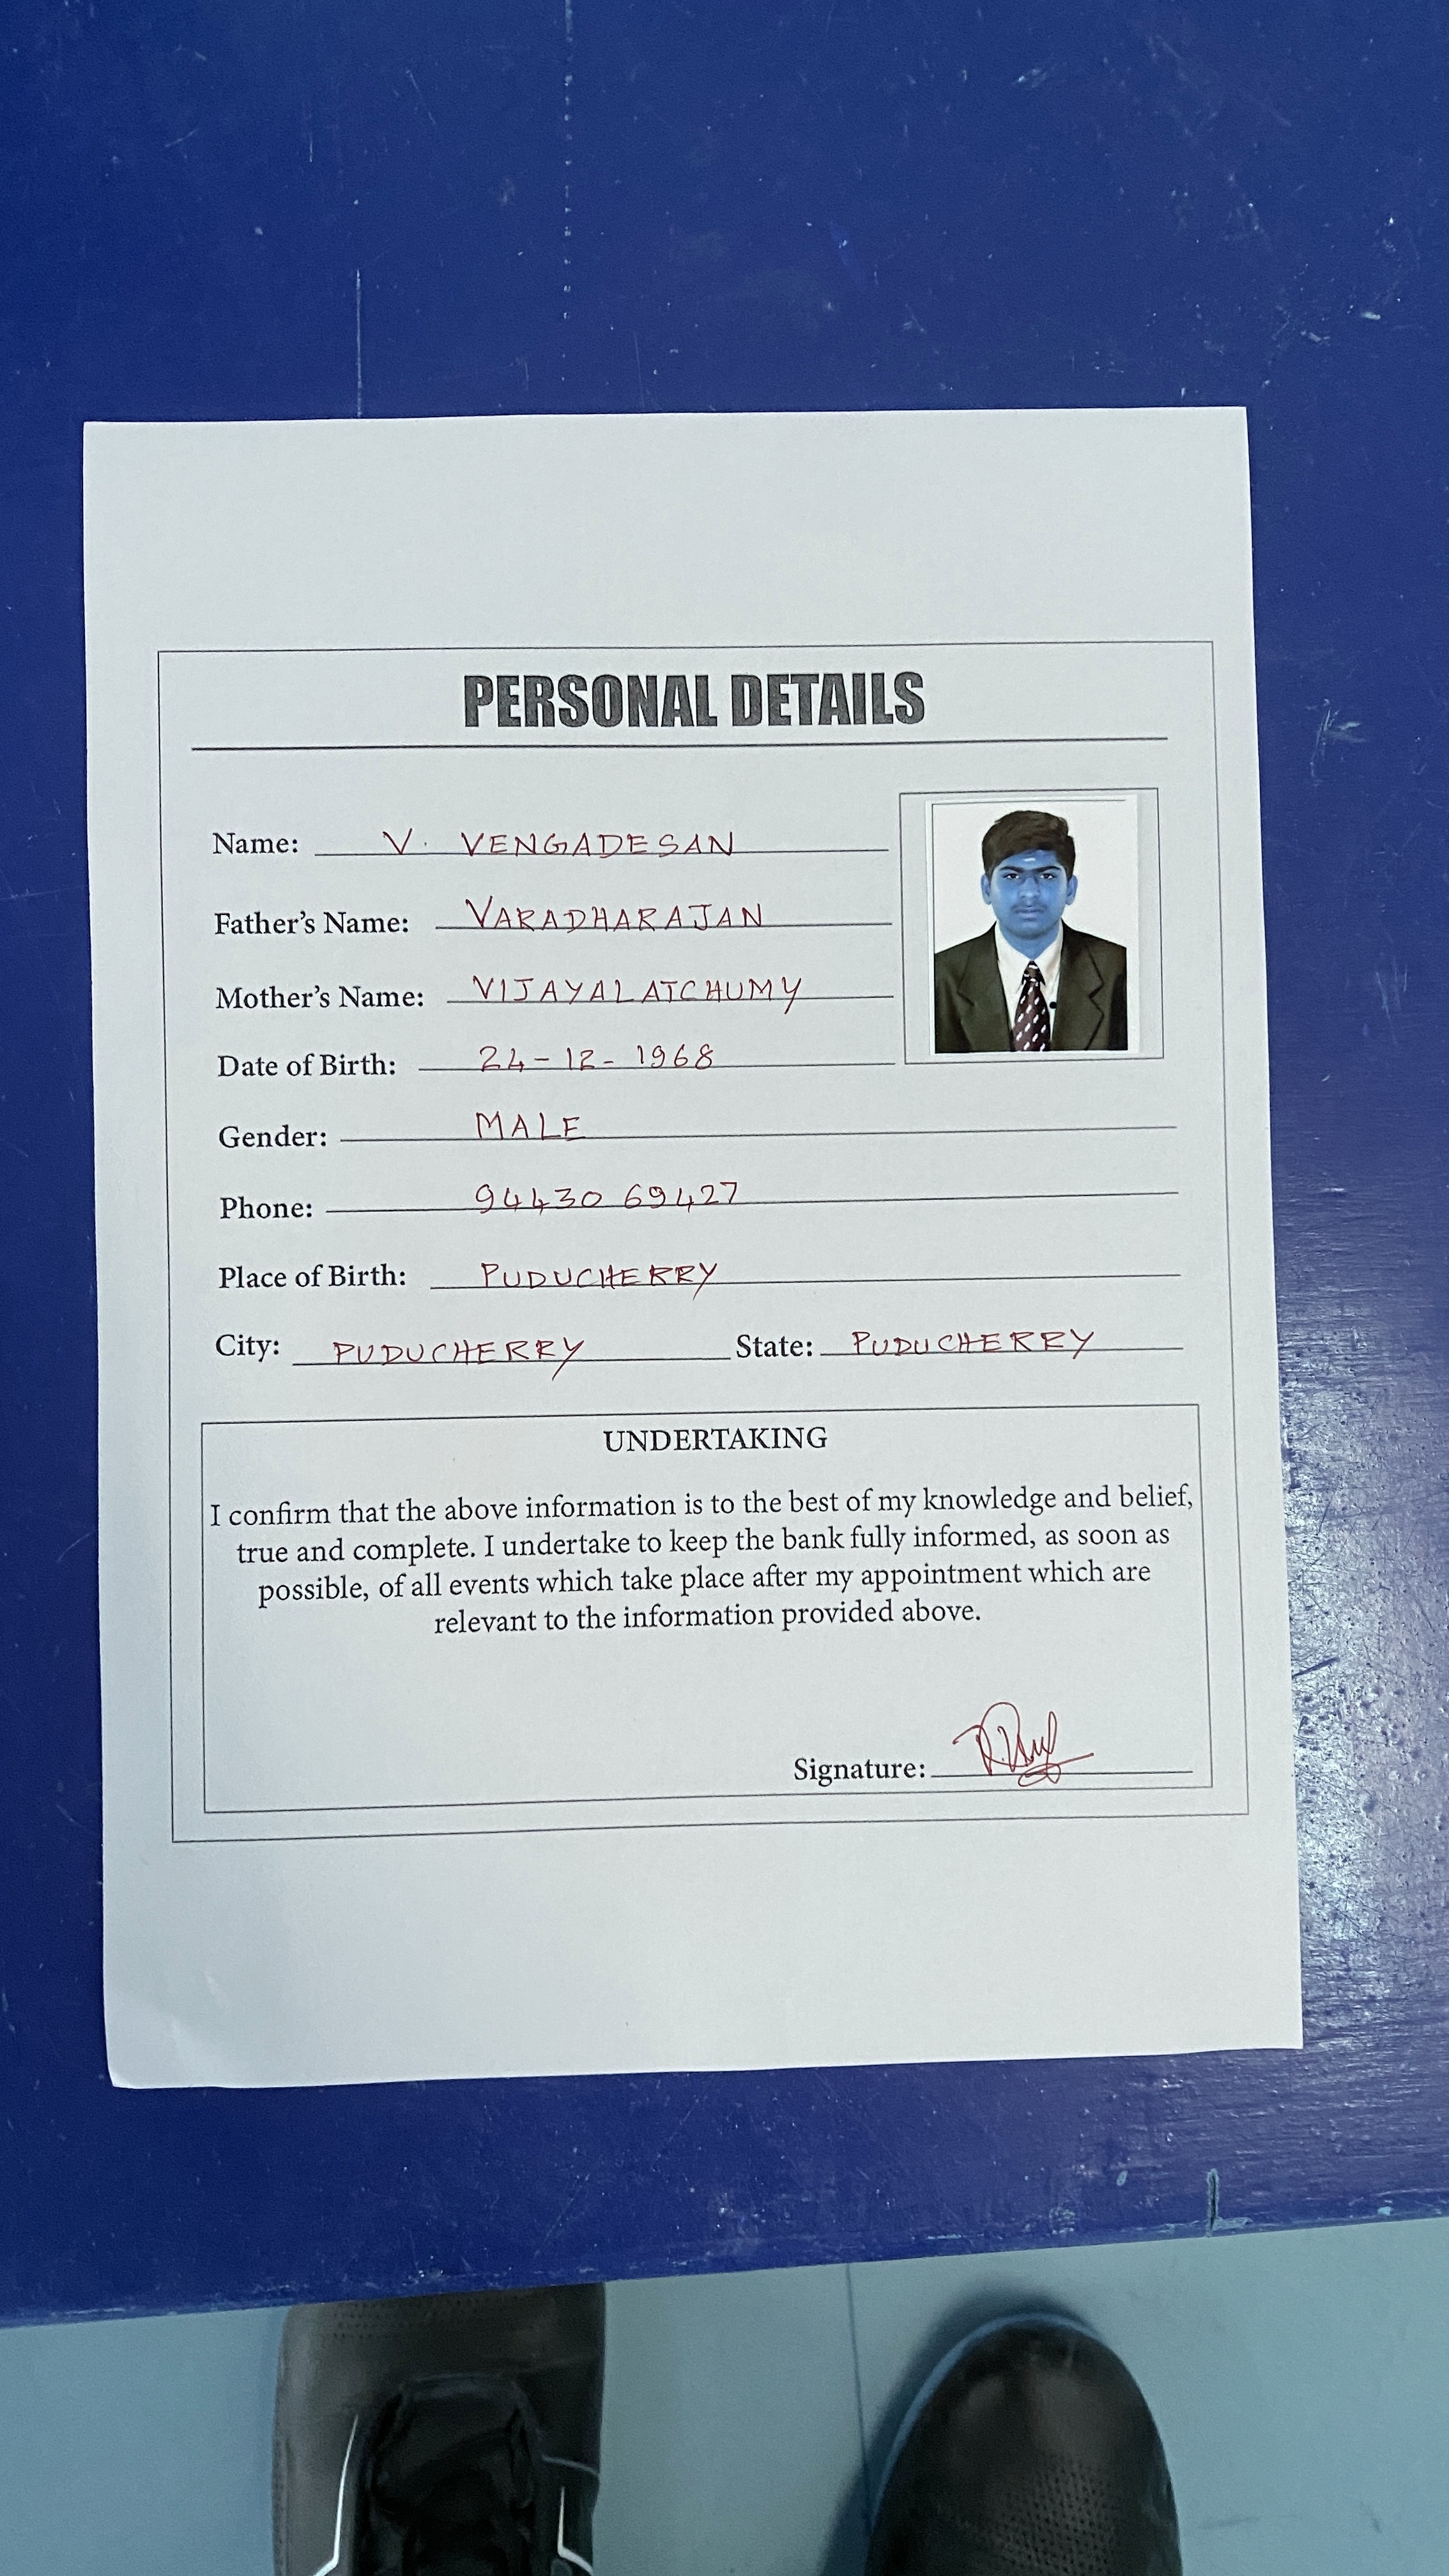 PERSONAL DETAILS
Name: V. VENGADESAN
Father's Name: VARADHARAJAN
Mother's Name: VIJAYALATCHUMY
Date of Birth: 24-12-1968
Gender: MALE
Phone: 94430 69427
Place of Birth: PUDUCHERRY
City: PUDUCHERRY State: PUDUCHERRY
UNDERTAKING
I confirm that the above information is to the best of my knowledge and belief,
true and complete. I undertake to keep the bank fully informed, as soon as
possible, of all events which take place after my appointment which are
relevant to the information provided above.
Signature: